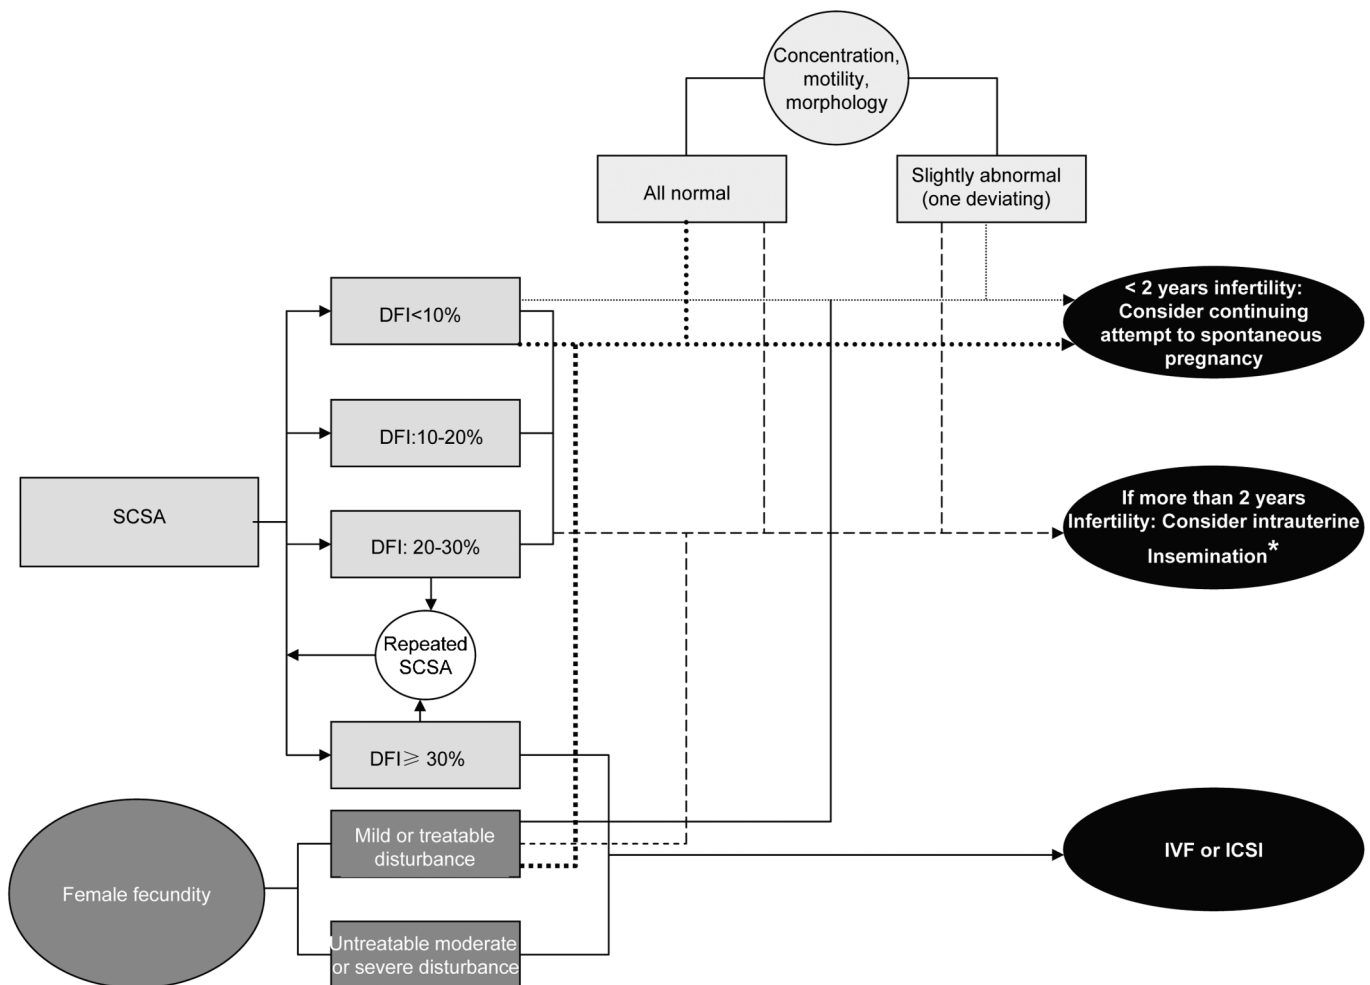 Concentration,
motility,
morphology
All normal
Slightly abnormal
(one deviating)
DFI<10%
< 2 years infertility:
Consider continuing
attempt to spontaneous
pregnancy
DFI:10-20%
SCSA
DFI: 20-30%
If more than 2 years
Infertility: Consider intrauterine
Insemination*
Repeated
SCSA
DFI⩾ 30%
Mild or treatable
disturbance
IVF or ICSI
Female fecundity
Untreatable moderate
or severe disturbance